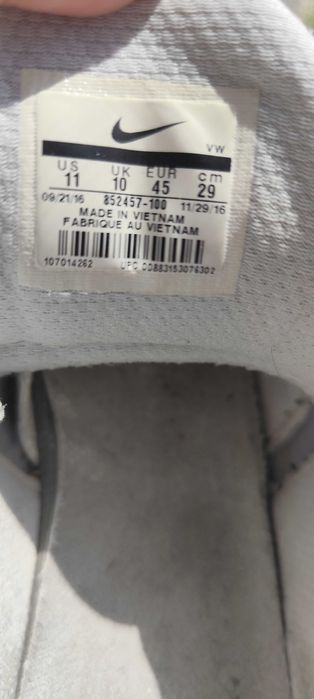 VW
US UK EUR cm
11 10 45 29
09/21/16 852457-100 11/29/16
MADE IN VIETNAM
FABRIQUE AU VIETNAM
107014262 UPC 00883153076302